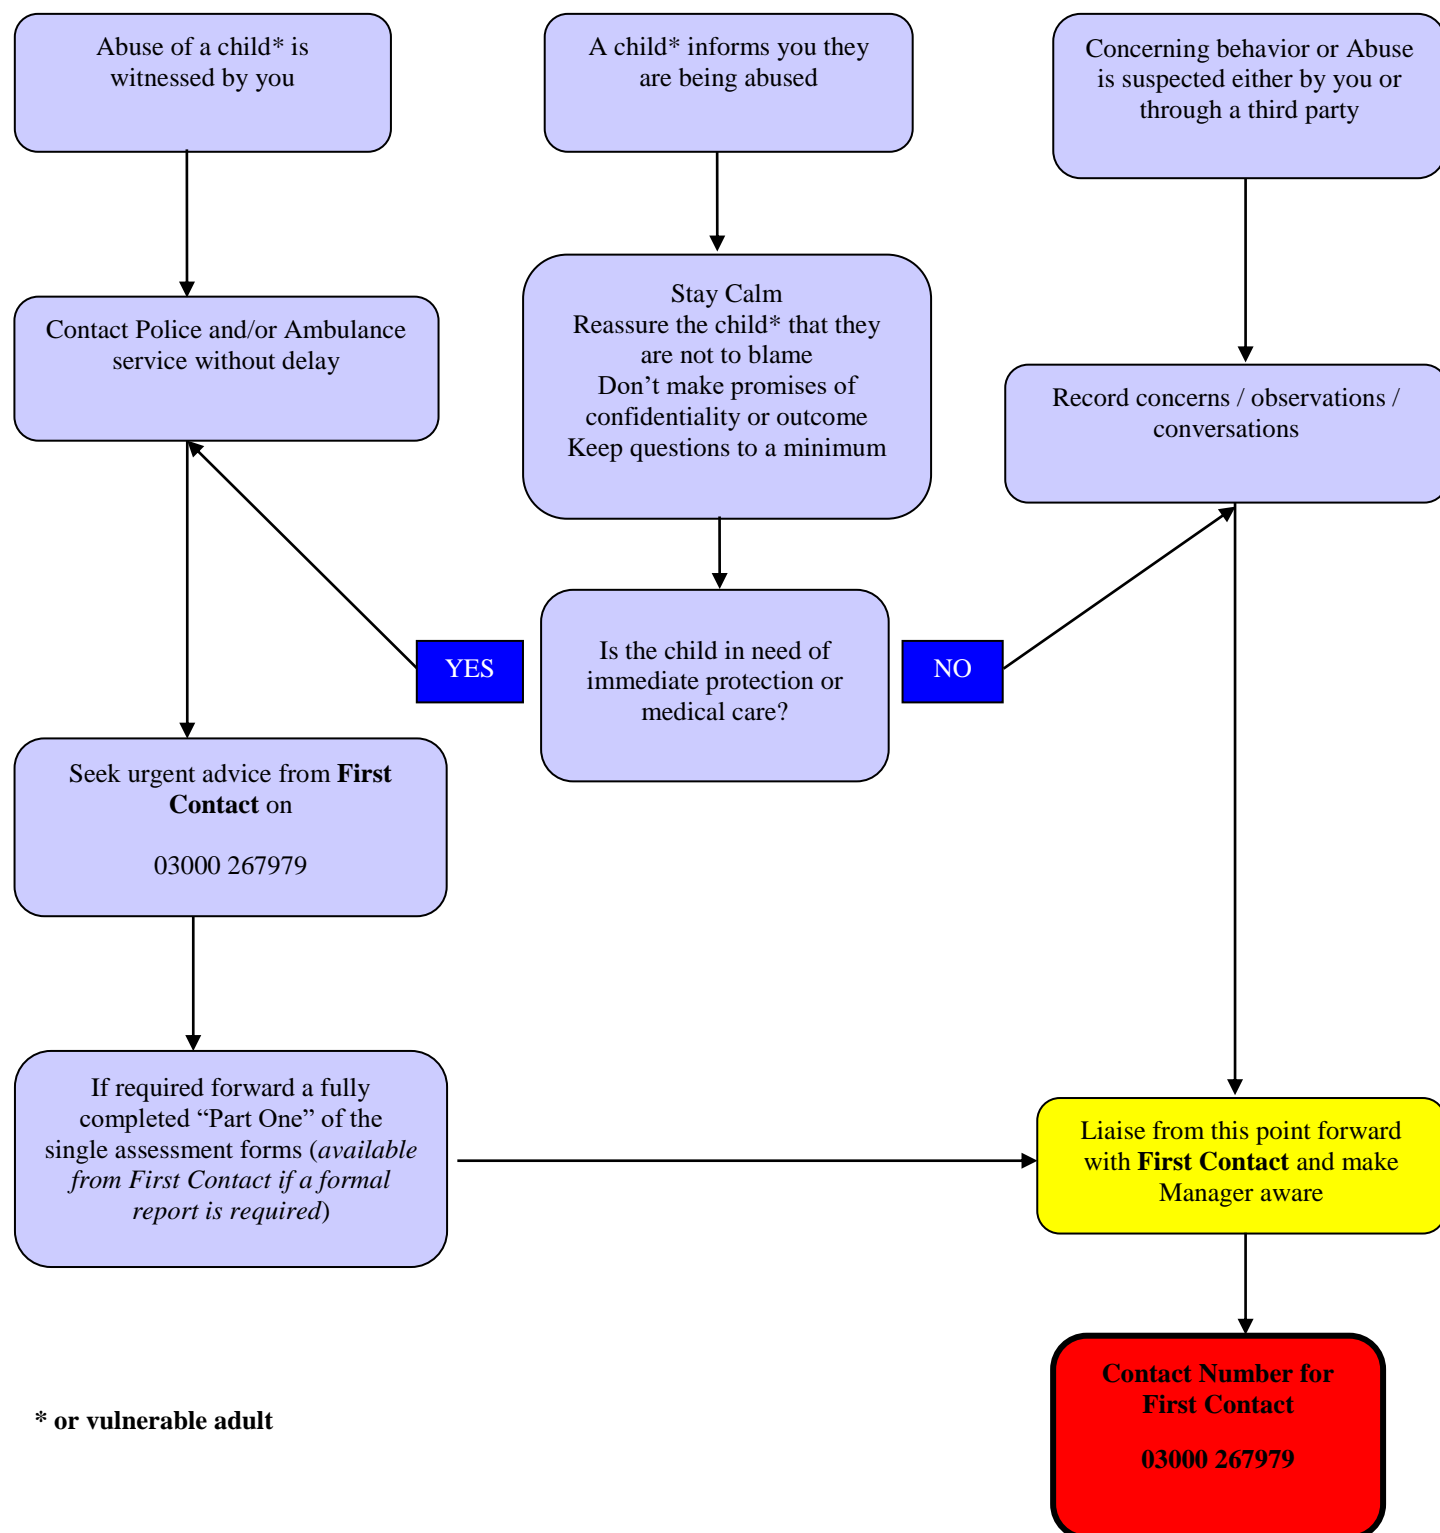 Abuse of a child* is
witnessed by you
A child* informs you they
are being abused
Concerning behavior or Abuse
is suspected either by you or
through a third party
Contact Police and/or Ambulance
service without delay
Stay Calm
Reassure the child* that they
are not to blame
Don’t make promises of
confidentiality or outcome
Keep questions to a minimum
Record concerns / observations /
conversations
YES
Is the child in need of
immediate protection or
medical care?
NO
Seek urgent advice from First
Contact on
03000 267979
If required forward a fully
completed “Part One” of the
single assessment forms (available
from First Contact if a formal
report is required)
Liaise from this point forward
with First Contact and make
Manager aware
Contact Number for
First Contact
03000 267979
* or vulnerable adult